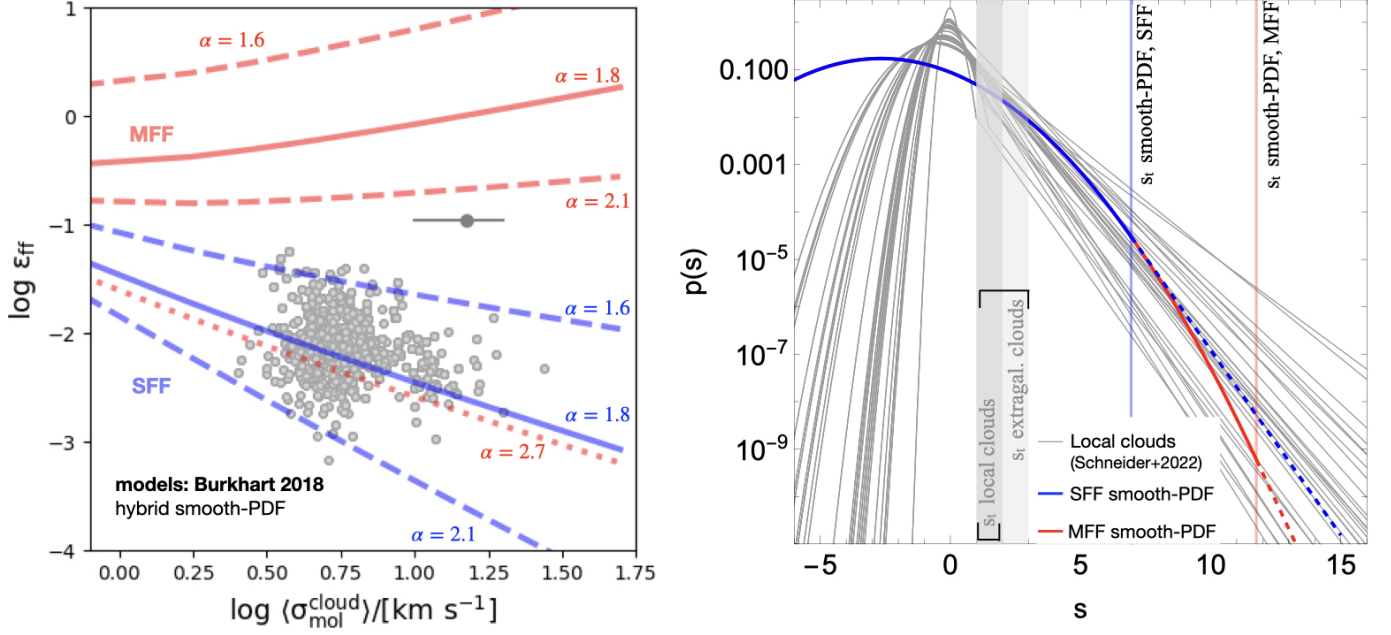 1
0
−1
−2
−3
−4
log ε_ff
α = 1.6
α = 1.8
MFF
α = 2.1
α = 1.6
SFF
α = 1.8
α = 2.7
α = 2.1
models: Burkhart 2018
hybrid smooth-PDF
0.00 0.25 0.50 0.75 1.00 1.25 1.50 1.75
log ⟨σ_mol^cloud⟩/[km s⁻¹]
0.100
0.001
10⁻⁵
10⁻⁷
10⁻⁹
p(s)
s_t smooth-PDF, SFF
s_t smooth-PDF, MFF
s_t local clouds
s_t extragal. clouds
Local clouds
(Schneider+2022)
SFF smooth-PDF
MFF smooth-PDF
−5 0 5 10 15
s